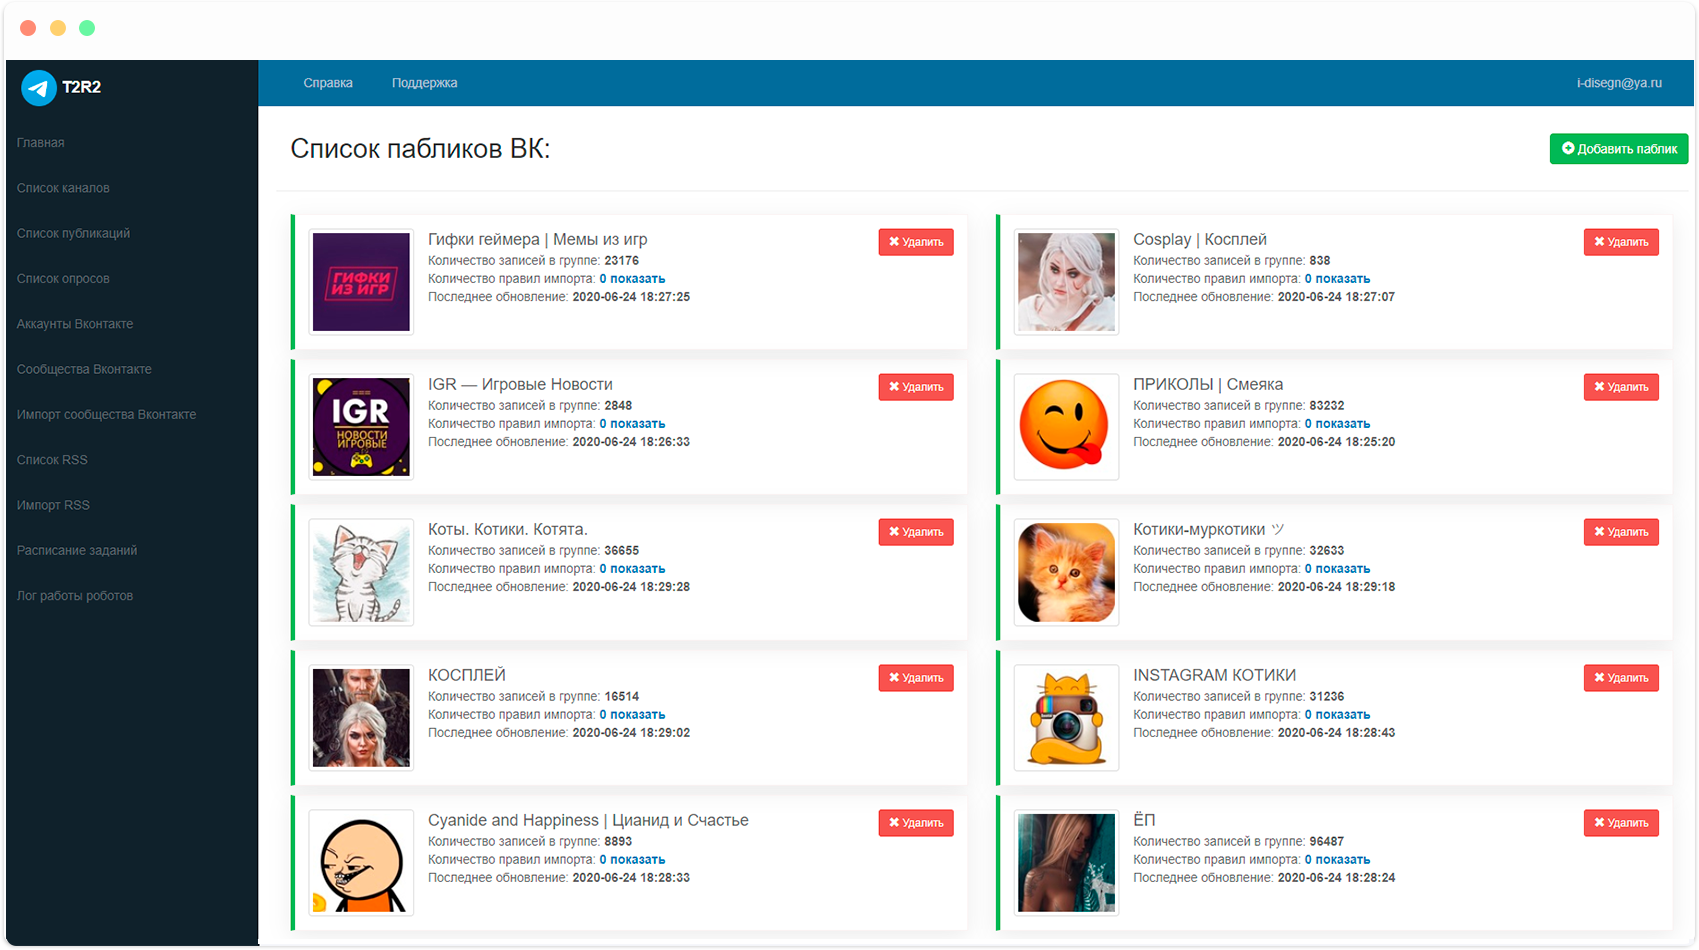 T2R2
Справка
Поддержка
i-disegn@ya.ru
Главная
Список каналов
Список публикаций
Список опросов
Аккаунты Вконтакте
Сообщества Вконтакте
Импорт сообщества Вконтакте
Список RSS
Импорт RSS
Расписание заданий
Лог работы роботов
Список пабликов ВК:
Добавить паблик
ГИФКИ
ИЗ ИГР
Гифки геймера | Мемы из игр
Количество записей в группе: 23176
Количество правил импорта: 0 показать
Последнее обновление: 2020-06-24 18:27:25
Удалить
Cosplay | Косплей
Количество записей в группе: 838
Количество правил импорта: 0 показать
Последнее обновление: 2020-06-24 18:27:07
Удалить
IGR
НОВОСТИ
ИГРОВЫЕ
IGR — Игровые Новости
Количество записей в группе: 2848
Количество правил импорта: 0 показать
Последнее обновление: 2020-06-24 18:26:33
Удалить
ПРИКОЛЫ | Смеяка
Количество записей в группе: 83232
Количество правил импорта: 0 показать
Последнее обновление: 2020-06-24 18:25:20
Удалить
Коты. Котики. Котята.
Количество записей в группе: 36655
Количество правил импорта: 0 показать
Последнее обновление: 2020-06-24 18:29:28
Удалить
Котики-муркотики ツ
Количество записей в группе: 32633
Количество правил импорта: 0 показать
Последнее обновление: 2020-06-24 18:29:18
Удалить
КОСПЛЕЙ
Количество записей в группе: 16514
Количество правил импорта: 0 показать
Последнее обновление: 2020-06-24 18:29:02
Удалить
INSTAGRAM КОТИКИ
Количество записей в группе: 31236
Количество правил импорта: 0 показать
Последнее обновление: 2020-06-24 18:28:43
Удалить
Cyanide and Happiness | Цианид и Счастье
Количество записей в группе: 8893
Количество правил импорта: 0 показать
Последнее обновление: 2020-06-24 18:28:33
Удалить
ЁП
Количество записей в группе: 96487
Количество правил импорта: 0 показать
Последнее обновление: 2020-06-24 18:28:24
Удалить